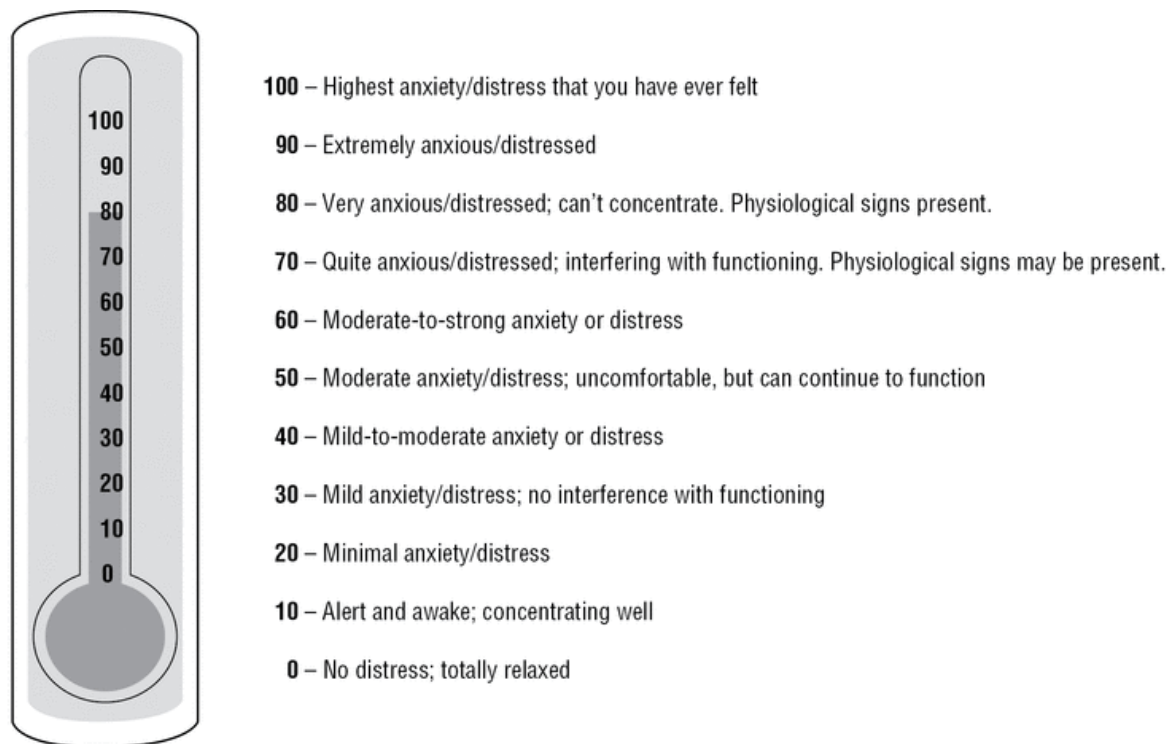 100
90
80
70
60
50
40
30
20
10
0
100 – Highest anxiety/distress that you have ever felt
90 – Extremely anxious/distressed
80 – Very anxious/distressed; can't concentrate. Physiological signs present.
70 – Quite anxious/distressed; interfering with functioning. Physiological signs may be present.
60 – Moderate-to-strong anxiety or distress
50 – Moderate anxiety/distress; uncomfortable, but can continue to function
40 – Mild-to-moderate anxiety or distress
30 – Mild anxiety/distress; no interference with functioning
20 – Minimal anxiety/distress
10 – Alert and awake; concentrating well
0 – No distress; totally relaxed